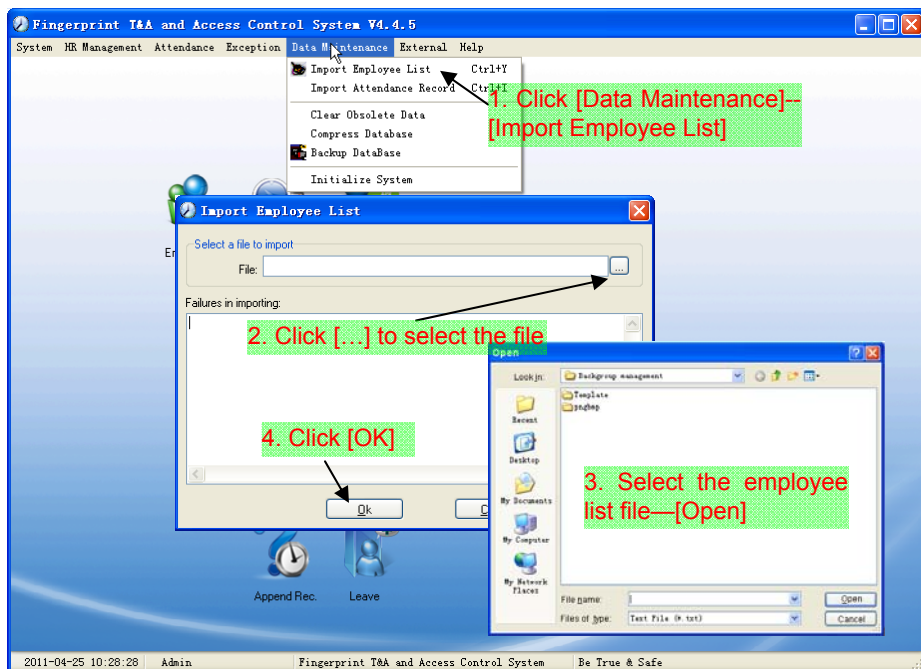 Fingerprint T&A and Access Control System V4.4.5
System HR Management Attendance Exception Data Maintenance External Help
Import Employee List Ctrl+Y
Import Attendance Record Ctrl+I
Clear Obsolete Data
Compress Database
Backup DataBase
Initialize System
1. Click [Data Maintenance]--
[Import Employee List]
Import Employee List
Select a file to import
File:
...
Failures in importing:
2. Click […] to select the file
4. Click [OK]
Ok
Open
Look in:
Backgroup management
Template
pngbmp
Recent
Desktop
My Documents
My Computer
My Network
Places
3. Select the employee
list file—[Open]
File name:
Open
Files of type:
Text File (*.txt)
Cancel
Append Rec.
Leave
2011-04-25 10:28:28 Admin Fingerprint T&A and Access Control System Be True & Safe